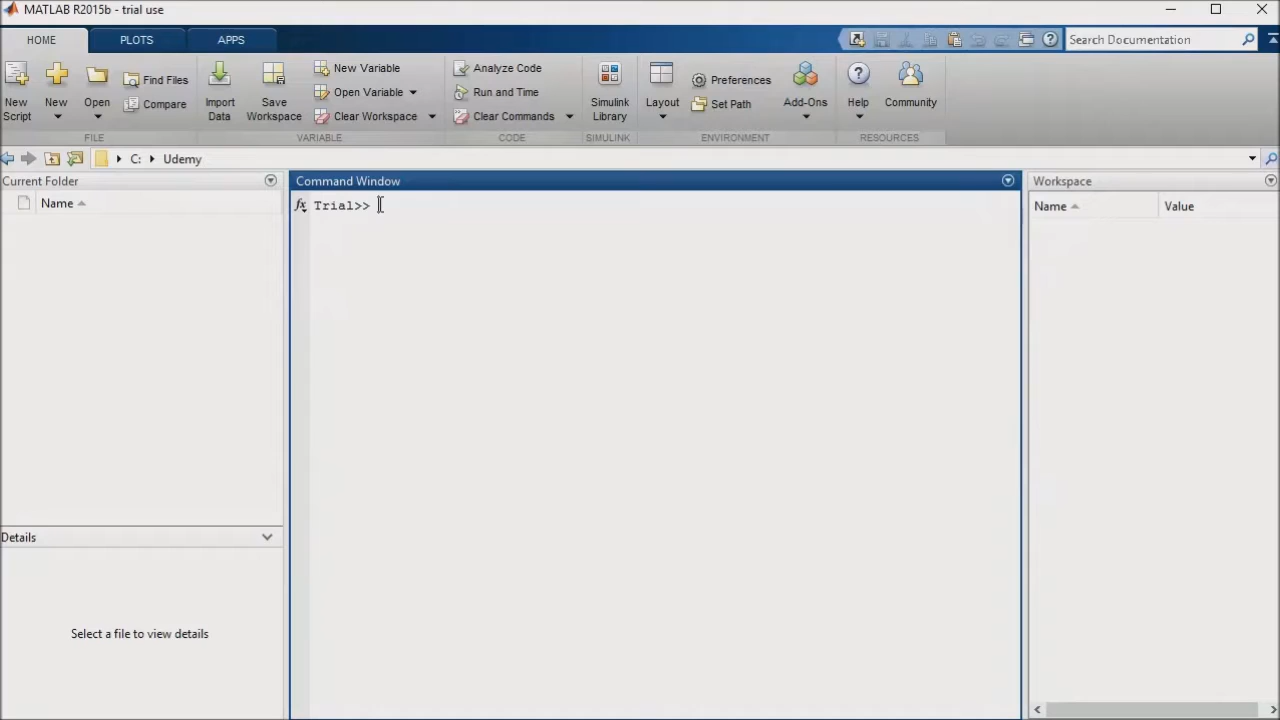 MATLAB R2015b - trial use
HOME PLOTS APPS
Search Documentation
New Script
New
Open
Find Files
Compare
Import Data
Save Workspace
New Variable
Open Variable
Clear Workspace
Analyze Code
Run and Time
Clear Commands
Simulink Library
Layout
Preferences
Set Path
Add-Ons
Help
Community
FILE VARIABLE CODE SIMULINK ENVIRONMENT RESOURCES
C: Udemy
Current Folder
Name
Command Window
fx Trial>>
Workspace
Name Value
Details
Select a file to view details